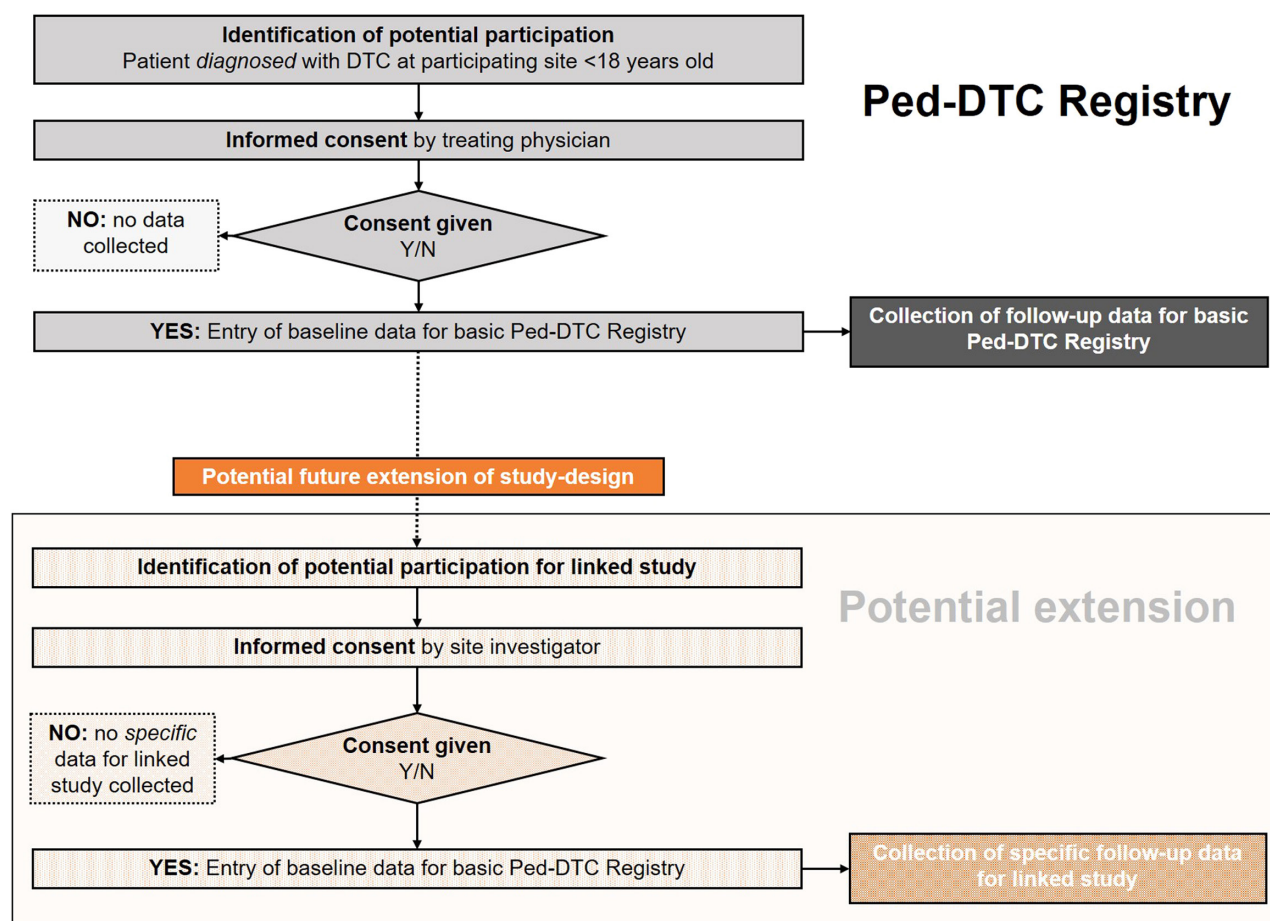 Identification of potential participation
Patient diagnosed with DTC at participating site <18 years old
Ped-DTC Registry
Informed consent by treating physician
NO: no data
collected
Consent given
Y/N
YES: Entry of baseline data for basic Ped-DTC Registry
Collection of follow-up data for basic
Ped-DTC Registry
Potential future extension of study-design
Identification of potential participation for linked study
Potential extension
Informed consent by site investigator
NO: no specific
data for linked
study collected
Consent given
Y/N
YES: Entry of baseline data for basic Ped-DTC Registry
Collection of specific follow-up data
for linked study